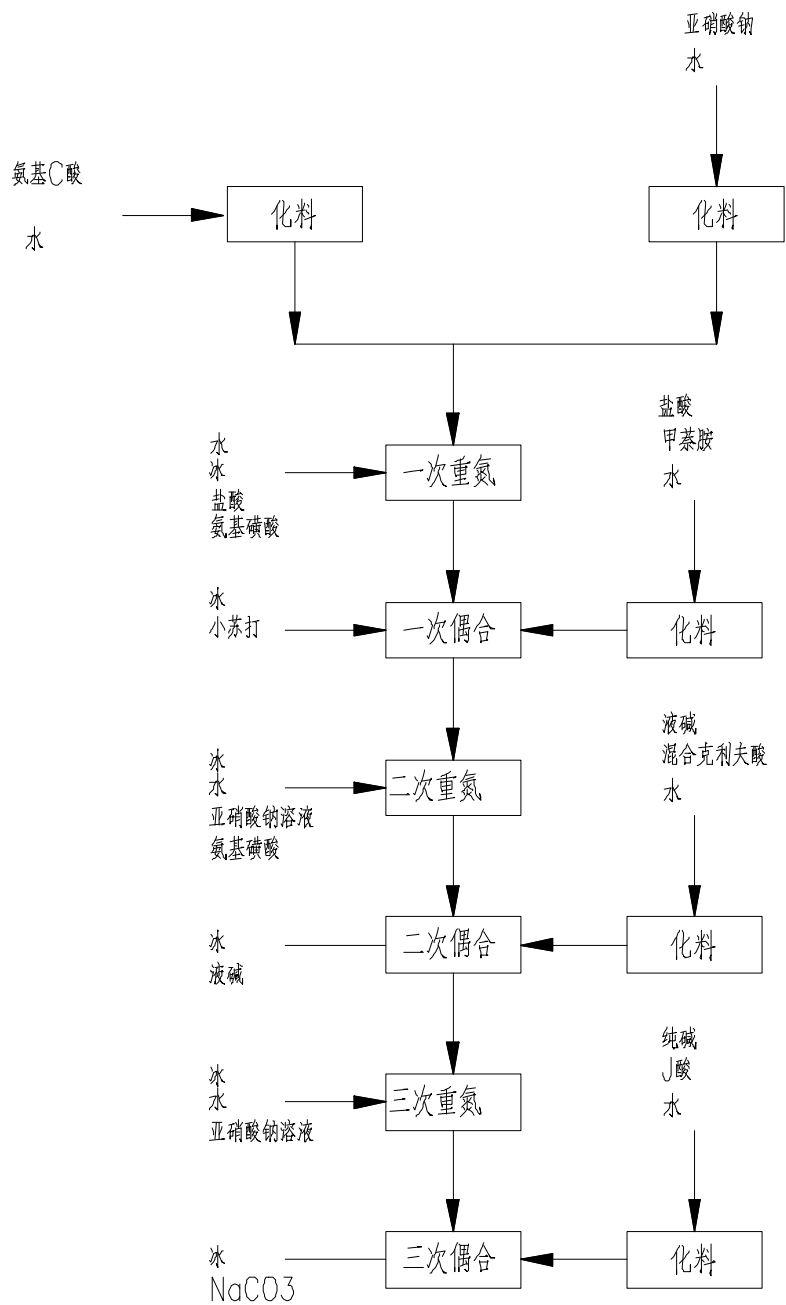 亚硝酸钠
水
氨基C酸
水
化料
化料
盐酸
甲萘胺
水
水
冰
盐酸
氨基磺酸
一次重氮
冰
小苏打
一次偶合
化料
液碱
混合克利夫酸
水
冰
水
亚硝酸钠溶液
氨基磺酸
二次重氮
冰
液碱
二次偶合
化料
纯碱
J酸
水
冰
水
亚硝酸钠溶液
三次重氮
冰
NaCO3
三次偶合
化料